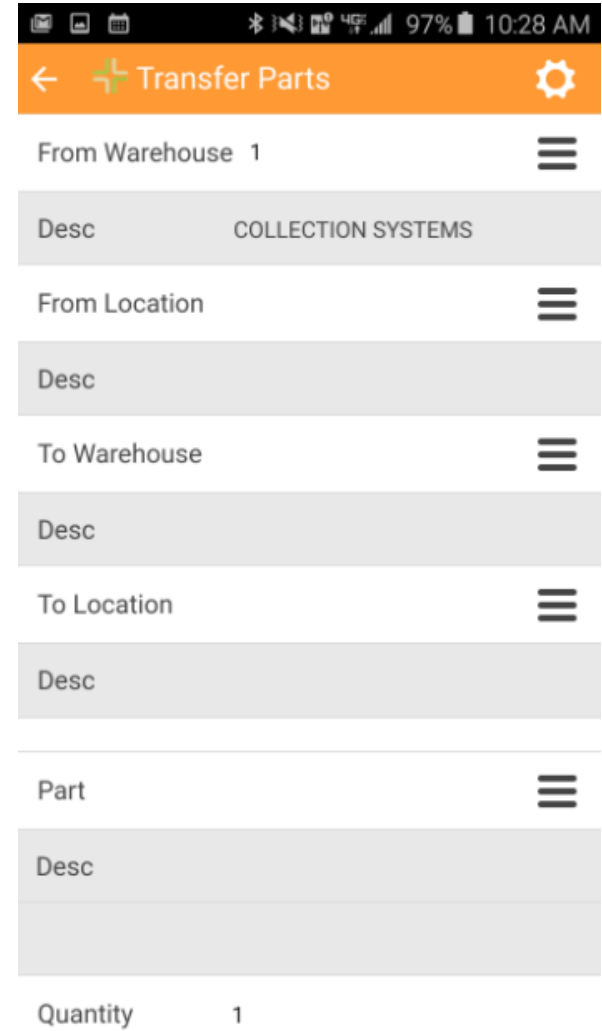 97% 10:28 AM
Transfer Parts
From Warehouse 1
Desc COLLECTION SYSTEMS
From Location
Desc
To Warehouse
Desc
To Location
Desc
Part
Desc
Quantity 1